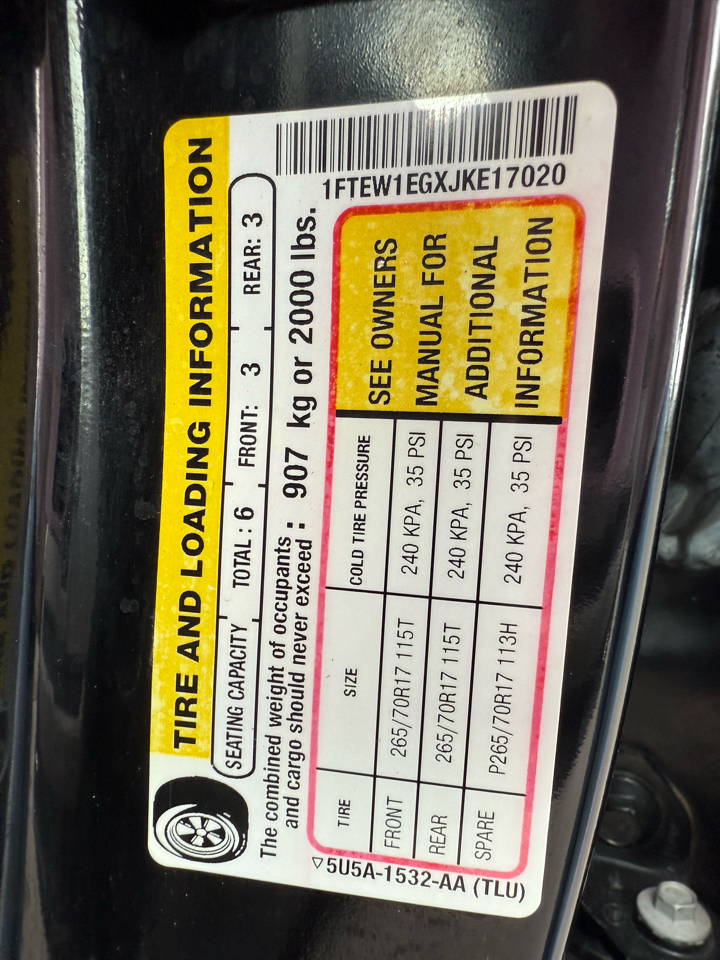 TIRE AND LOADING INFORMATION
SEATING CAPACITY TOTAL : 6 FRONT: 3 REAR: 3
The combined weight of occupants
and cargo should never exceed : 907 kg or 2000 lbs.
1FTEW1EGXJKE17020
TIRE SIZE COLD TIRE PRESSURE
FRONT 265/70R17 115T 240 KPA, 35 PSI
REAR 265/70R17 115T 240 KPA, 35 PSI
SPARE P265/70R17 113H 240 KPA, 35 PSI
SEE OWNERS
MANUAL FOR
ADDITIONAL
INFORMATION
▽5U5A-1532-AA (TLU)